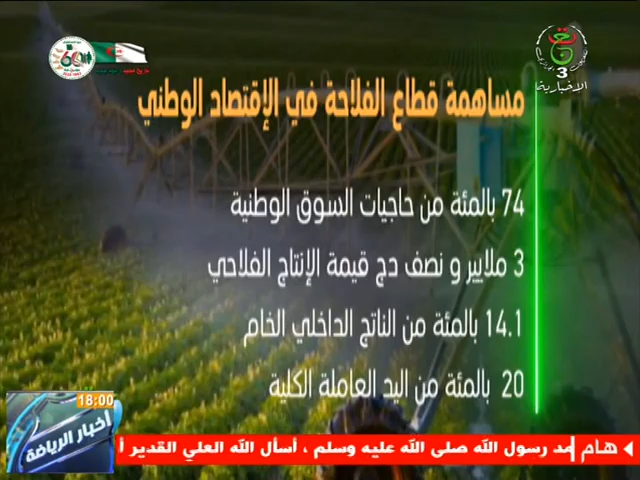 3
الإخبارية
60
مساهمة قطاع الفلاحة في الإقتصاد الوطني
74 بالمئة من حاجيات السوق الوطنية
3 ملايير و نصف دج قيمة الإنتاج الفلاحي
14.1 بالمئة من الناتج الداخلي الخام
20 بالمئة من اليد العاملة الكلية
18:00
أخبار الرياضة
هام
مد رسول الله صلى الله عليه وسلم ، أسأل الله العلي القدير أ